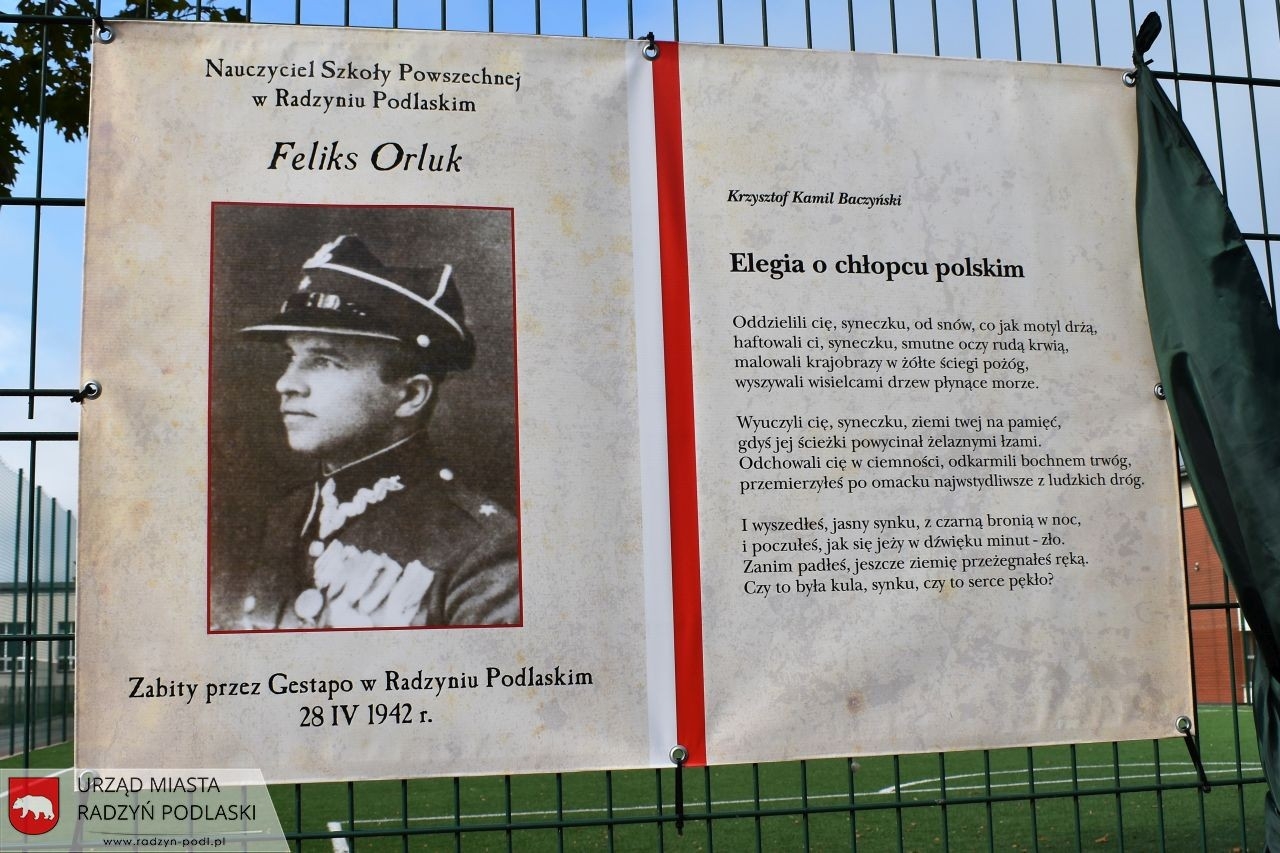 Nauczyciel Szkoły Powszechnej
w Radzyniu Podlaskim
Feliks Orluk
Zabity przez Gestapo w Radzyniu Podlaskim
28 IV 1942 r.
Krzysztof Kamil Baczyński
Elegia o chłopcu polskim
Oddzielili cię, syneczku, od snów, co jak motyl drżą,
haftowali ci, syneczku, smutne oczy rudą krwią,
malowali krajobrazy w żółte ściegi pożóg,
wyszywali wisielcami drzew płynące morze.
Wyuczyli cię, syneczku, ziemi twej na pamięć,
gdyś jej ścieżki powycinał żelaznymi łzami.
Odchowali cię w ciemności, odkarmili bochnem trwóg,
przemierzyłeś po omacku najwstydliwsze z ludzkich dróg.
I wyszedłeś, jasny synku, z czarną bronią w noc,
i poczułeś, jak się jeży w dźwięku minut - zło.
Zanim padłeś, jeszcze ziemię przeżegnałeś ręką.
Czy to była kula, synku, czy to serce pękło?
URZĄD MIASTA
RADZYŃ PODLASKI
www.radzyn-podl.pl